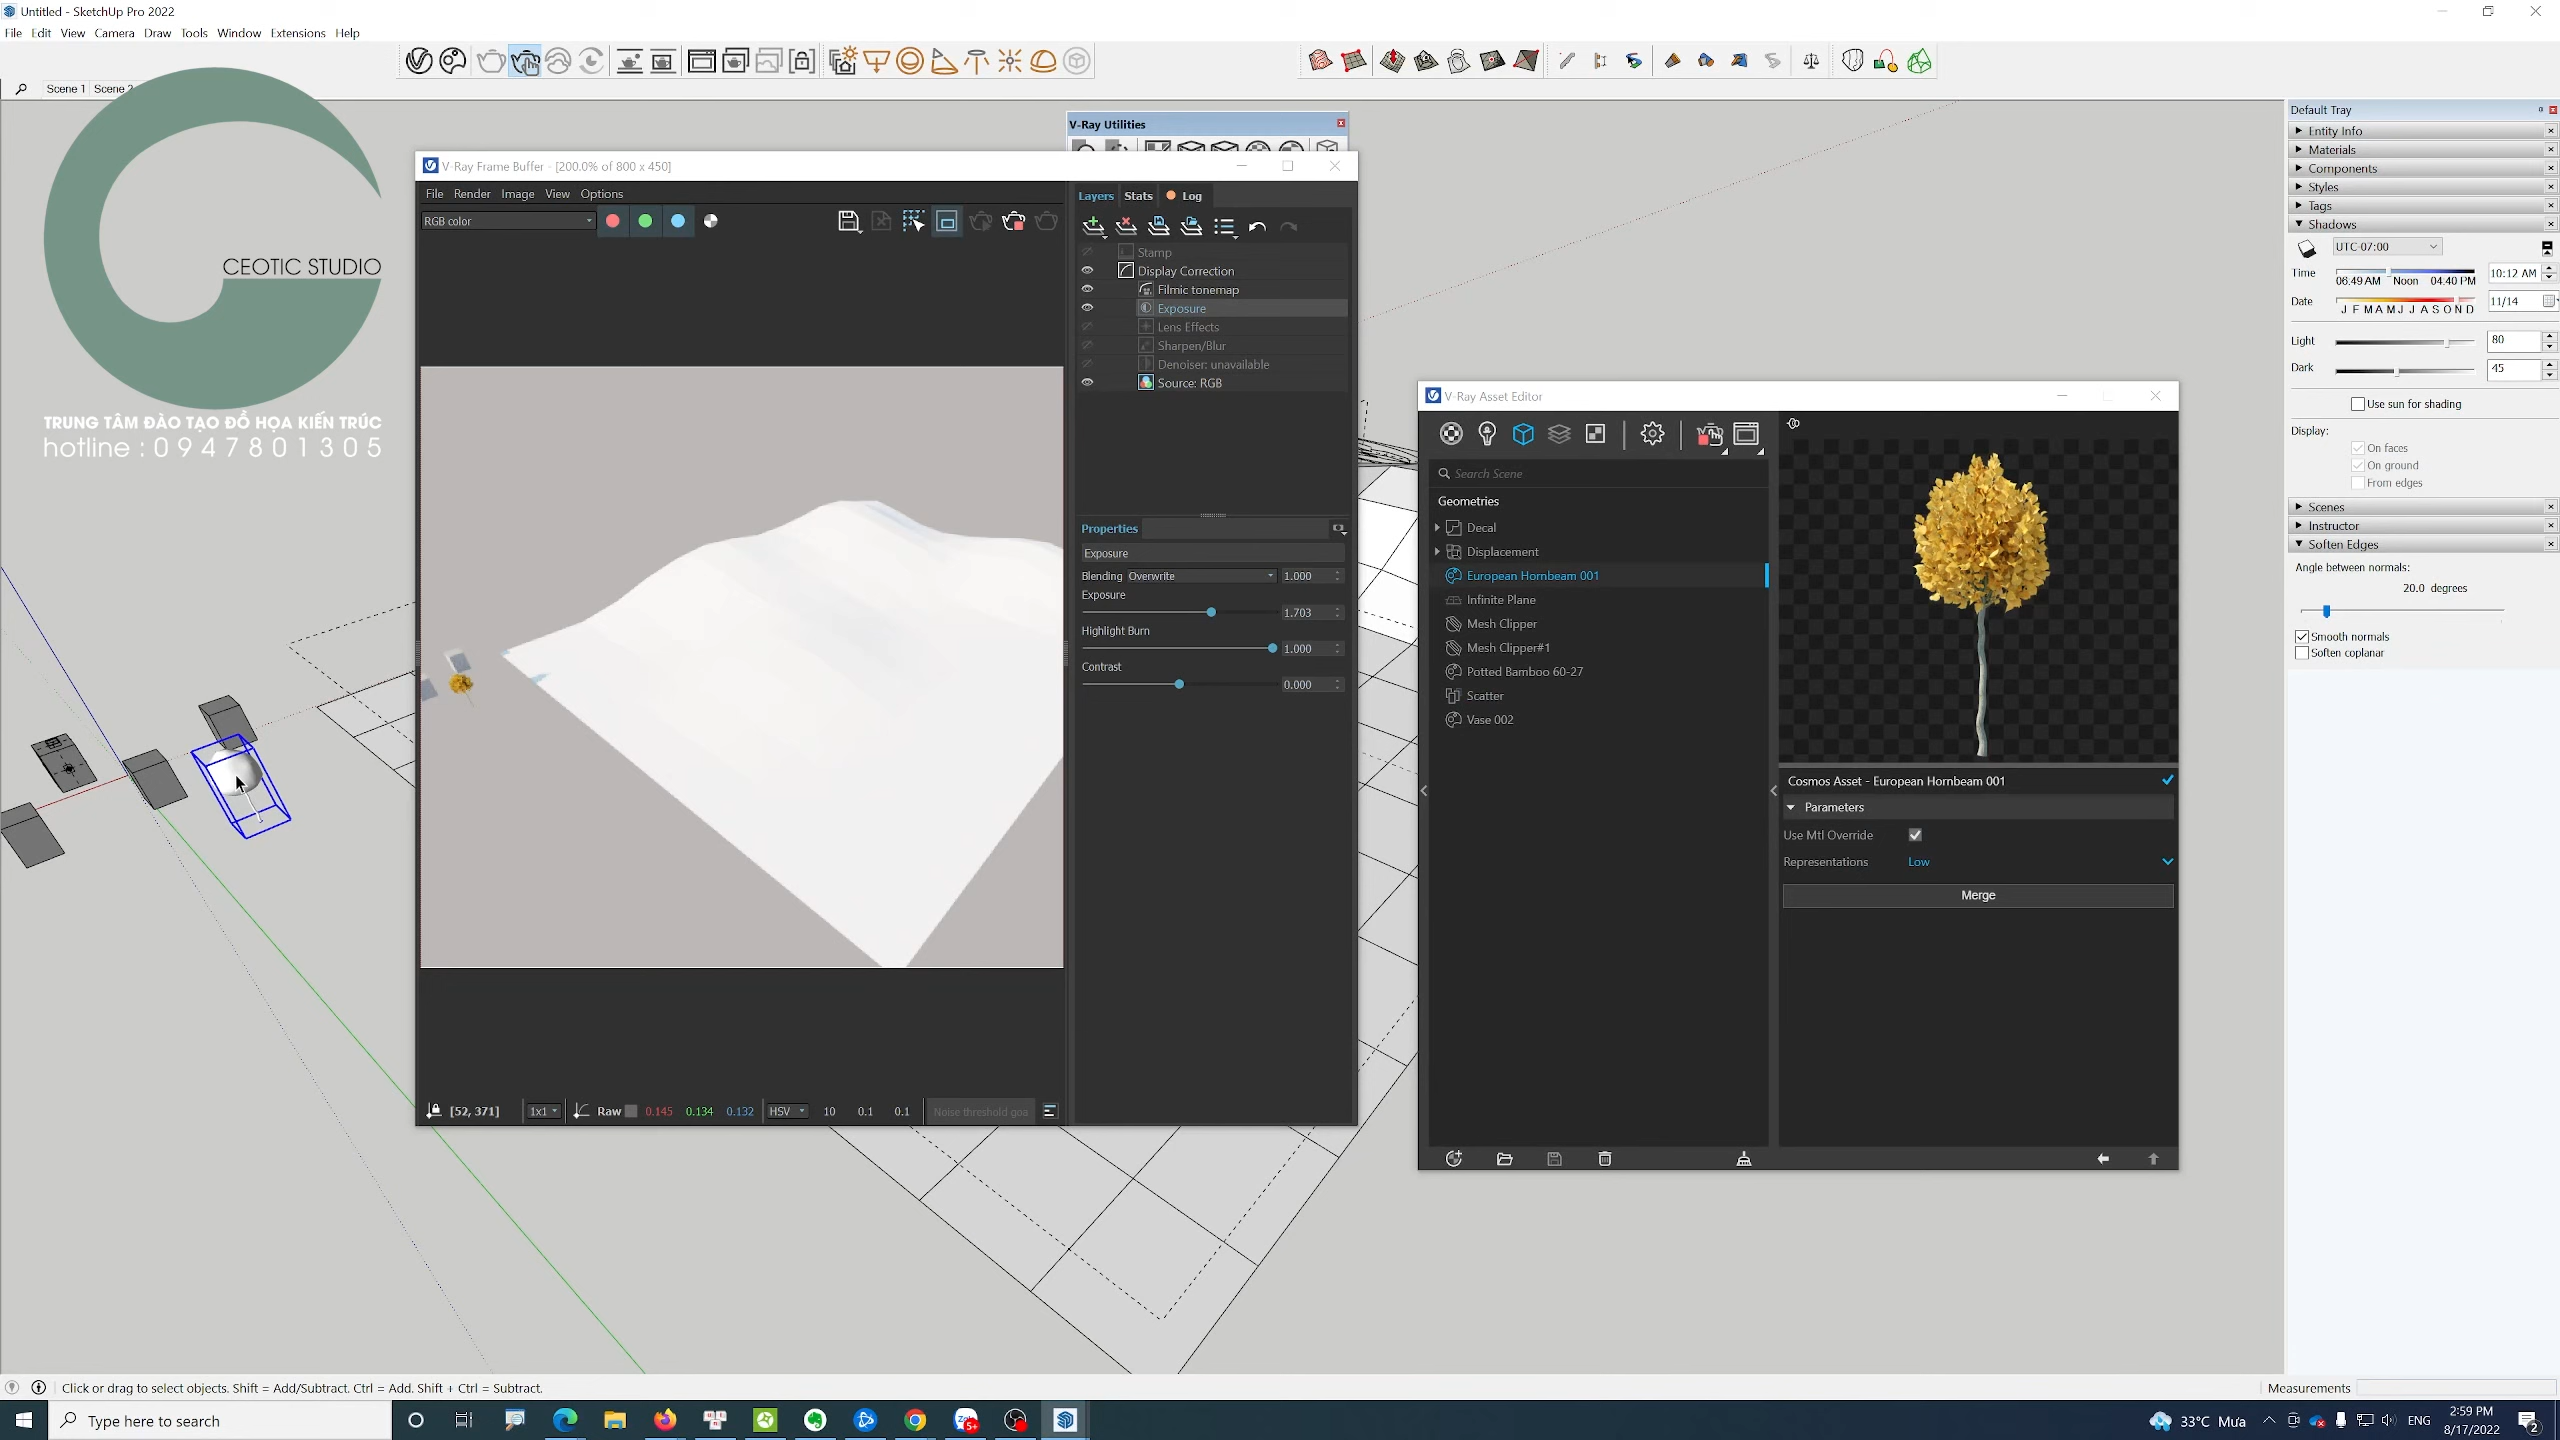 Untitled - SketchUp Pro 2022
File Edit View Camera Draw Tools Window Extensions Help
Scene 1 Scene 2
CEOTIC STUDIO
TRUNG TÂM ĐÀO TẠO ĐỒ HỌA KIẾN TRÚC
hotline : 0 9 4 7 8 0 1 3 0 5
V-Ray Utilities
V-Ray Frame Buffer - [200.0% of 800 x 450]
File Render Image View Options
RGB color
Layers Stats Log
Stamp
Display Correction
Filmic tonemap
Exposure
Lens Effects
Sharpen/Blur
Denoiser: unavailable
Source: RGB
Properties
Exposure
Blending Overwrite 1.000
Exposure
1.703
Highlight Burn
1.000
Contrast
0.000
[52, 371] 1x1 Raw 0.145 0.134 0.132 HSV 10 0.1 0.1 Noise threshold goa
V-Ray Asset Editor
Search Scene
Geometries
Decal
Displacement
European Hornbeam 001
Infinite Plane
Mesh Clipper
Mesh Clipper#1
Potted Bamboo 60-27
Scatter
Vase 002
Cosmos Asset - European Hornbeam 001
Parameters
Use Mtl Override
Representations Low
Merge
Default Tray
Entity Info
Materials
Components
Styles
Tags
Shadows
UTC-07:00
Time 06:49 AM Noon 04:40 PM 10:12 AM
Date J F M A M J J A S O N D 11/14
Light 80
Dark 45
Use sun for shading
Display:
On faces
On ground
From edges
Scenes
Instructor
Soften Edges
Angle between normals:
20.0 degrees
Smooth normals
Soften coplanar
Click or drag to select objects. Shift = Add/Subtract. Ctrl = Add. Shift + Ctrl = Subtract.
Measurements
Type here to search
33°C Mưa ENG 2:59 PM
8/17/2022
2